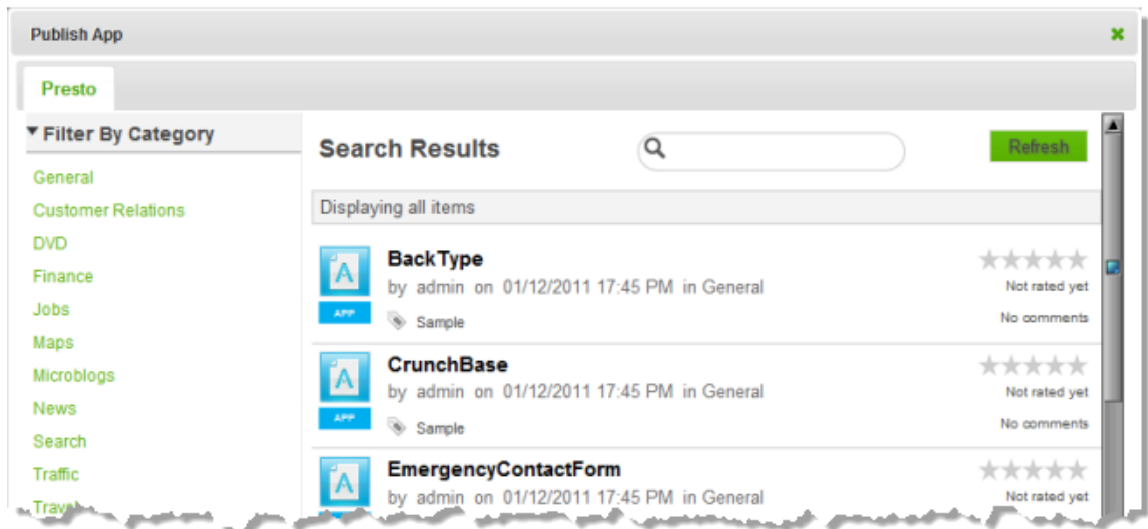 Publish App
Presto
Filter By Category
General
Customer Relations
DVD
Finance
Jobs
Maps
Microblogs
News
Search
Traffic
Travel
Search Results
Refresh
Displaying all items
BackType
by admin on 01/12/2011 17:45 PM in General
Sample
Not rated yet
No comments
APP
CrunchBase
by admin on 01/12/2011 17:45 PM in General
Sample
Not rated yet
No comments
APP
EmergencyContactForm
by admin on 01/12/2011 17:45 PM in General
Not rated yet